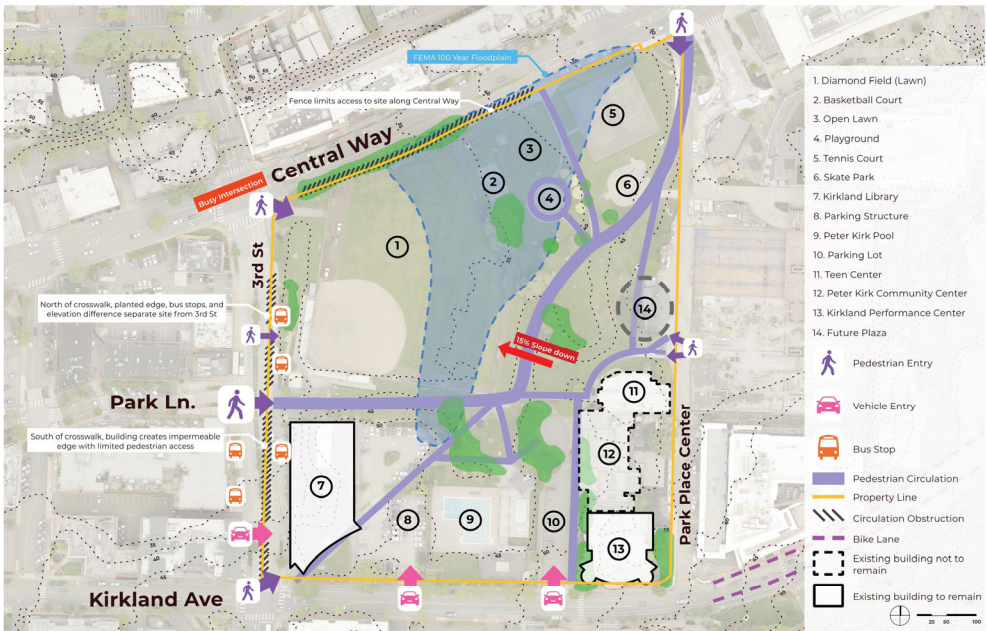 FEMA 100 Year Floodplain
Fence limits access to site along Central Way
Central Way
Busy Intersection
3rd St
North of crosswalk, planted edge, bus stops, and
elevation difference separate site from 3rd St
15% Slope down
Park Ln.
South of crosswalk, building creates impermeable
edge with limited pedestrian access
Park Place Center
Kirkland Ave
1
2
3
4
5
6
7
8
9
10
11
12
13
14
1. Diamond Field (Lawn)
2. Basketball Court
3. Open Lawn
4. Playground
5. Tennis Court
6. Skate Park
7. Kirkland Library
8. Parking Structure
9. Peter Kirk Pool
10. Parking Lot
11. Teen Center
12. Peter Kirk Community Center
13. Kirkland Performance Center
14. Future Plaza
Pedestrian Entry
Vehicle Entry
Bus Stop
Pedestrian Circulation
Property Line
Circulation Obstruction
Bike Lane
Existing building not to
remain
Existing building to remain
25 50 100